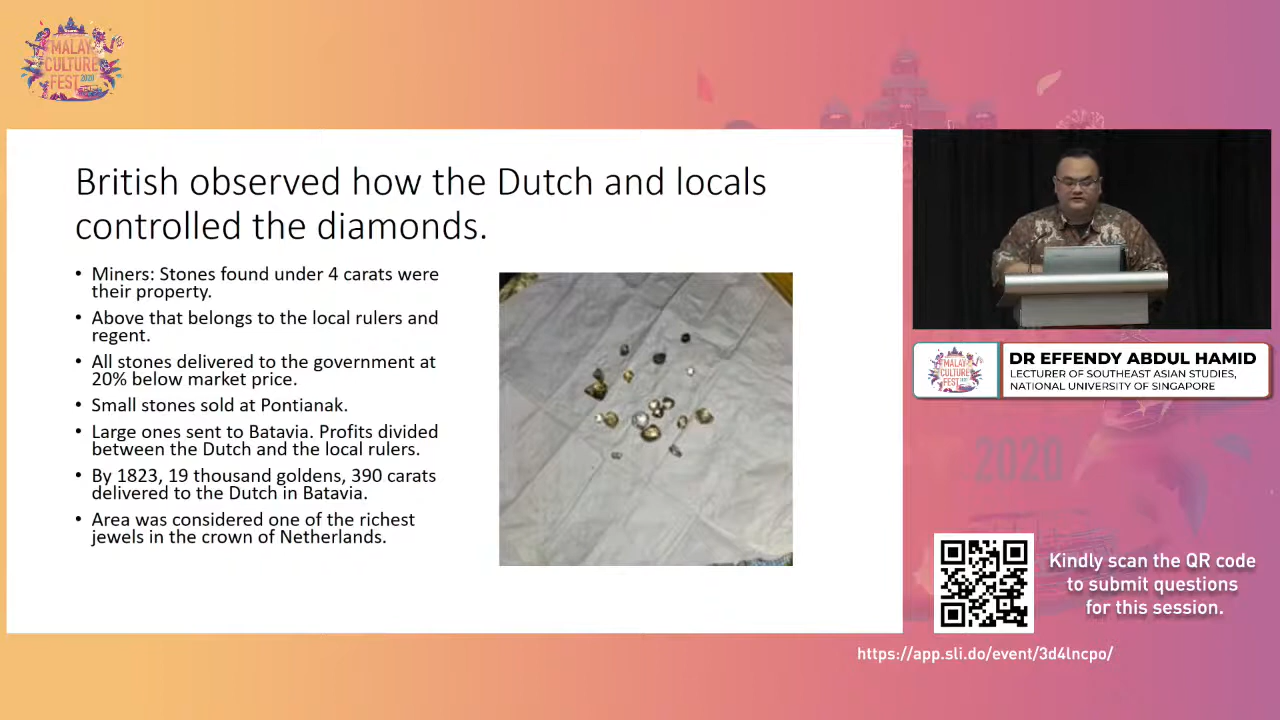 MALAY
CULTURE
FEST 2020
British observed how the Dutch and locals
controlled the diamonds.
• Miners: Stones found under 4 carats were
their property.
• Above that belongs to the local rulers and
regent.
• All stones delivered to the government at
20% below market price.
• Small stones sold at Pontianak.
• Large ones sent to Batavia. Profits divided
between the Dutch and the local rulers.
• By 1823, 19 thousand goldens, 390 carats
delivered to the Dutch in Batavia.
• Area was considered one of the richest
jewels in the crown of Netherlands.
MALAY
CULTURE
FEST
DR EFFENDY ABDUL HAMID
LECTURER OF SOUTHEAST ASIAN STUDIES,
NATIONAL UNIVERSITY OF SINGAPORE
2020
Kindly scan the QR code
to submit questions
for this session.
https://app.sli.do/event/3d4lncpo/